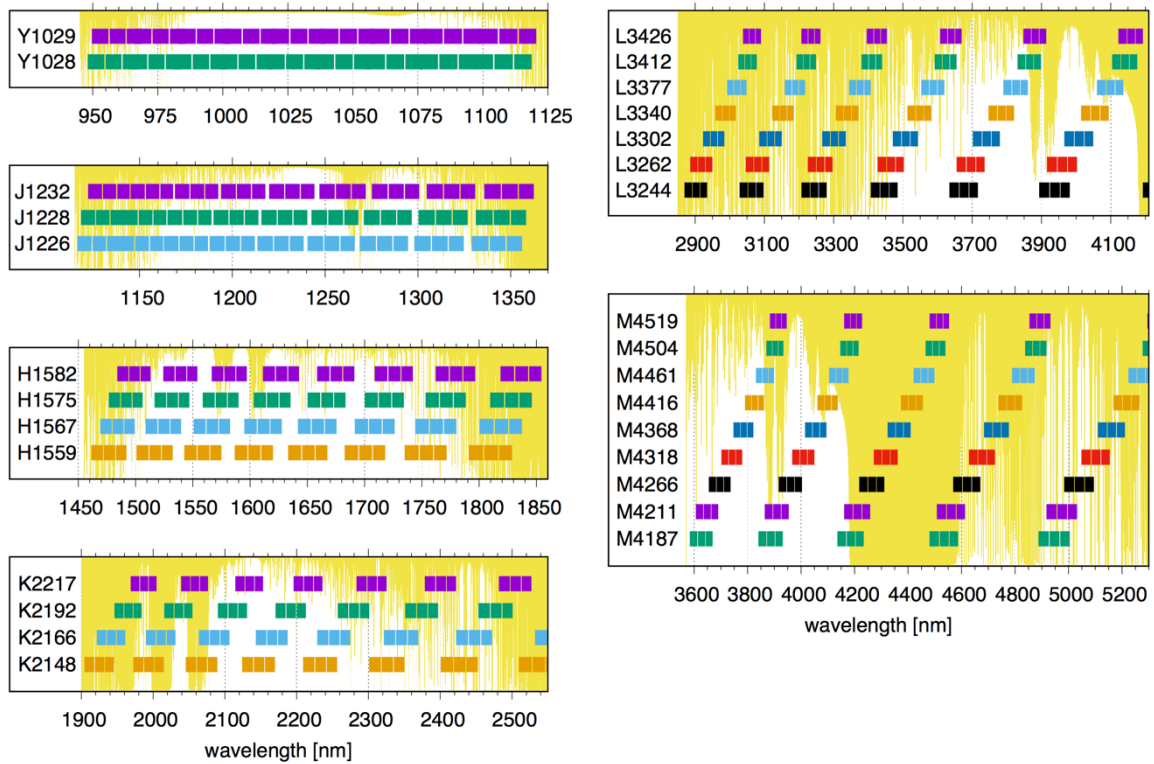 Y1029
Y1028
950 975 1000 1025 1050 1075 1100 1125
J1232
J1228
J1226
1150 1200 1250 1300 1350
H1582
H1575
H1567
H1559
1450 1500 1550 1600 1650 1700 1750 1800 1850
K2217
K2192
K2166
K2148
1900 2000 2100 2200 2300 2400 2500
wavelength [nm]
L3426
L3412
L3377
L3340
L3302
L3262
L3244
2900 3100 3300 3500 3700 3900 4100
M4519
M4504
M4461
M4416
M4368
M4318
M4266
M4211
M4187
3600 3800 4000 4200 4400 4600 4800 5000 5200
wavelength [nm]